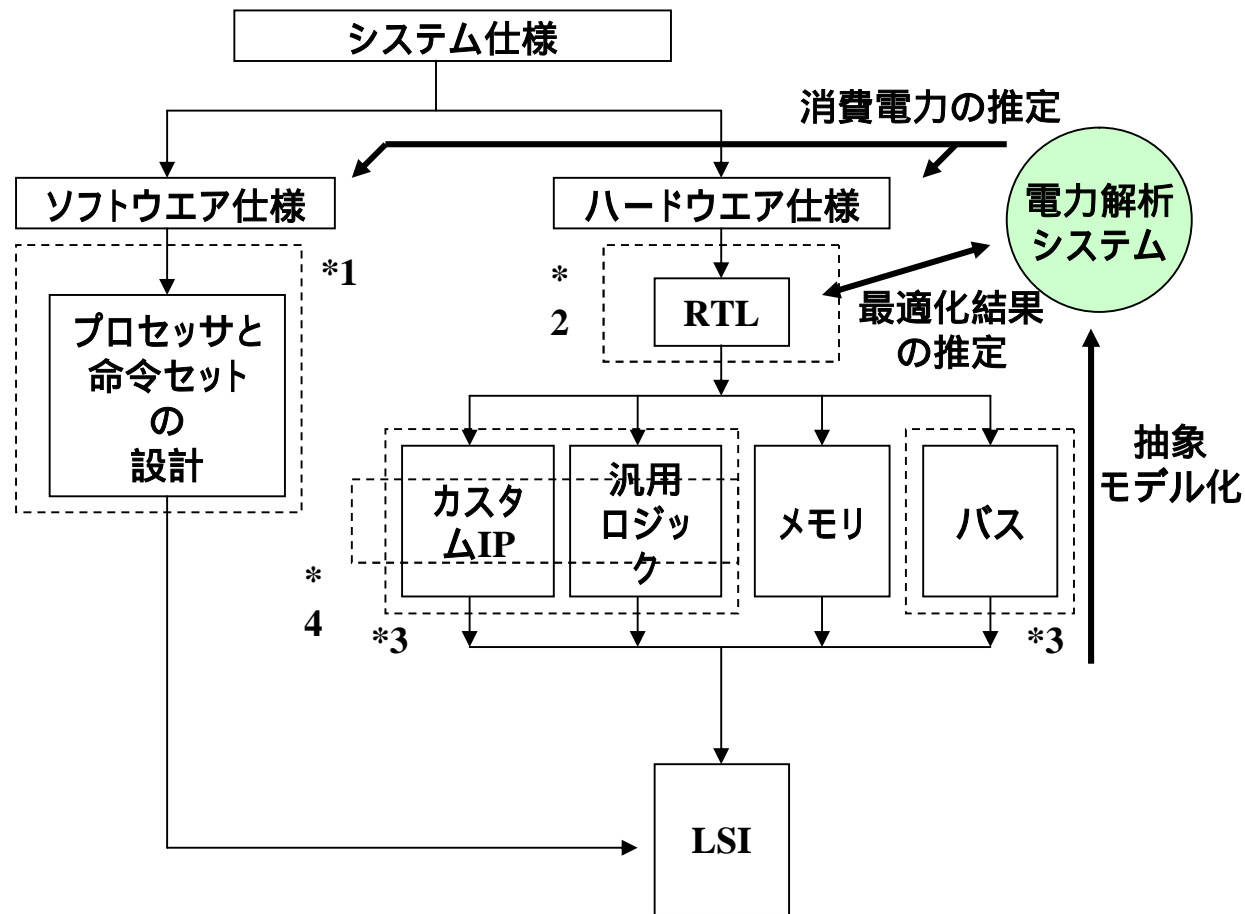 システム仕様
消費電力の推定
ソフトウエア仕様
ハードウエア仕様
電力解析
システム
*1
*
2
RTL
最適化結果
の推定
プロセッサと
命令セット
の
設計
抽象
モデル化
カスタ
ムIP
汎用
ロジッ
ク
メモリ
バス
*
4
*3
*3
LSI